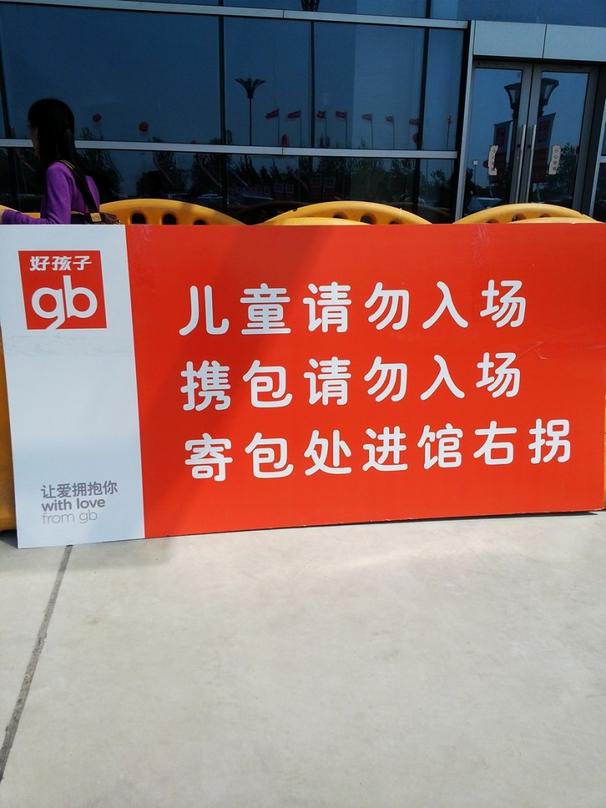 好孩子
gb
儿童请勿入场
携包请勿入场
寄包处进馆右拐
让爱拥抱你
with love
from gb